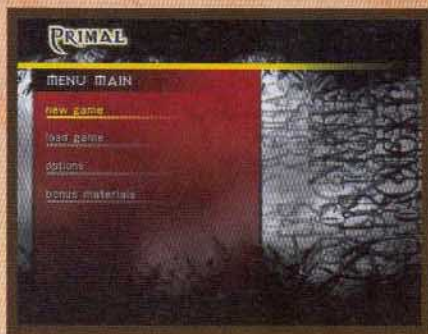 PRIMAL
MENU MAIN
new game
load game
options
bonus materials